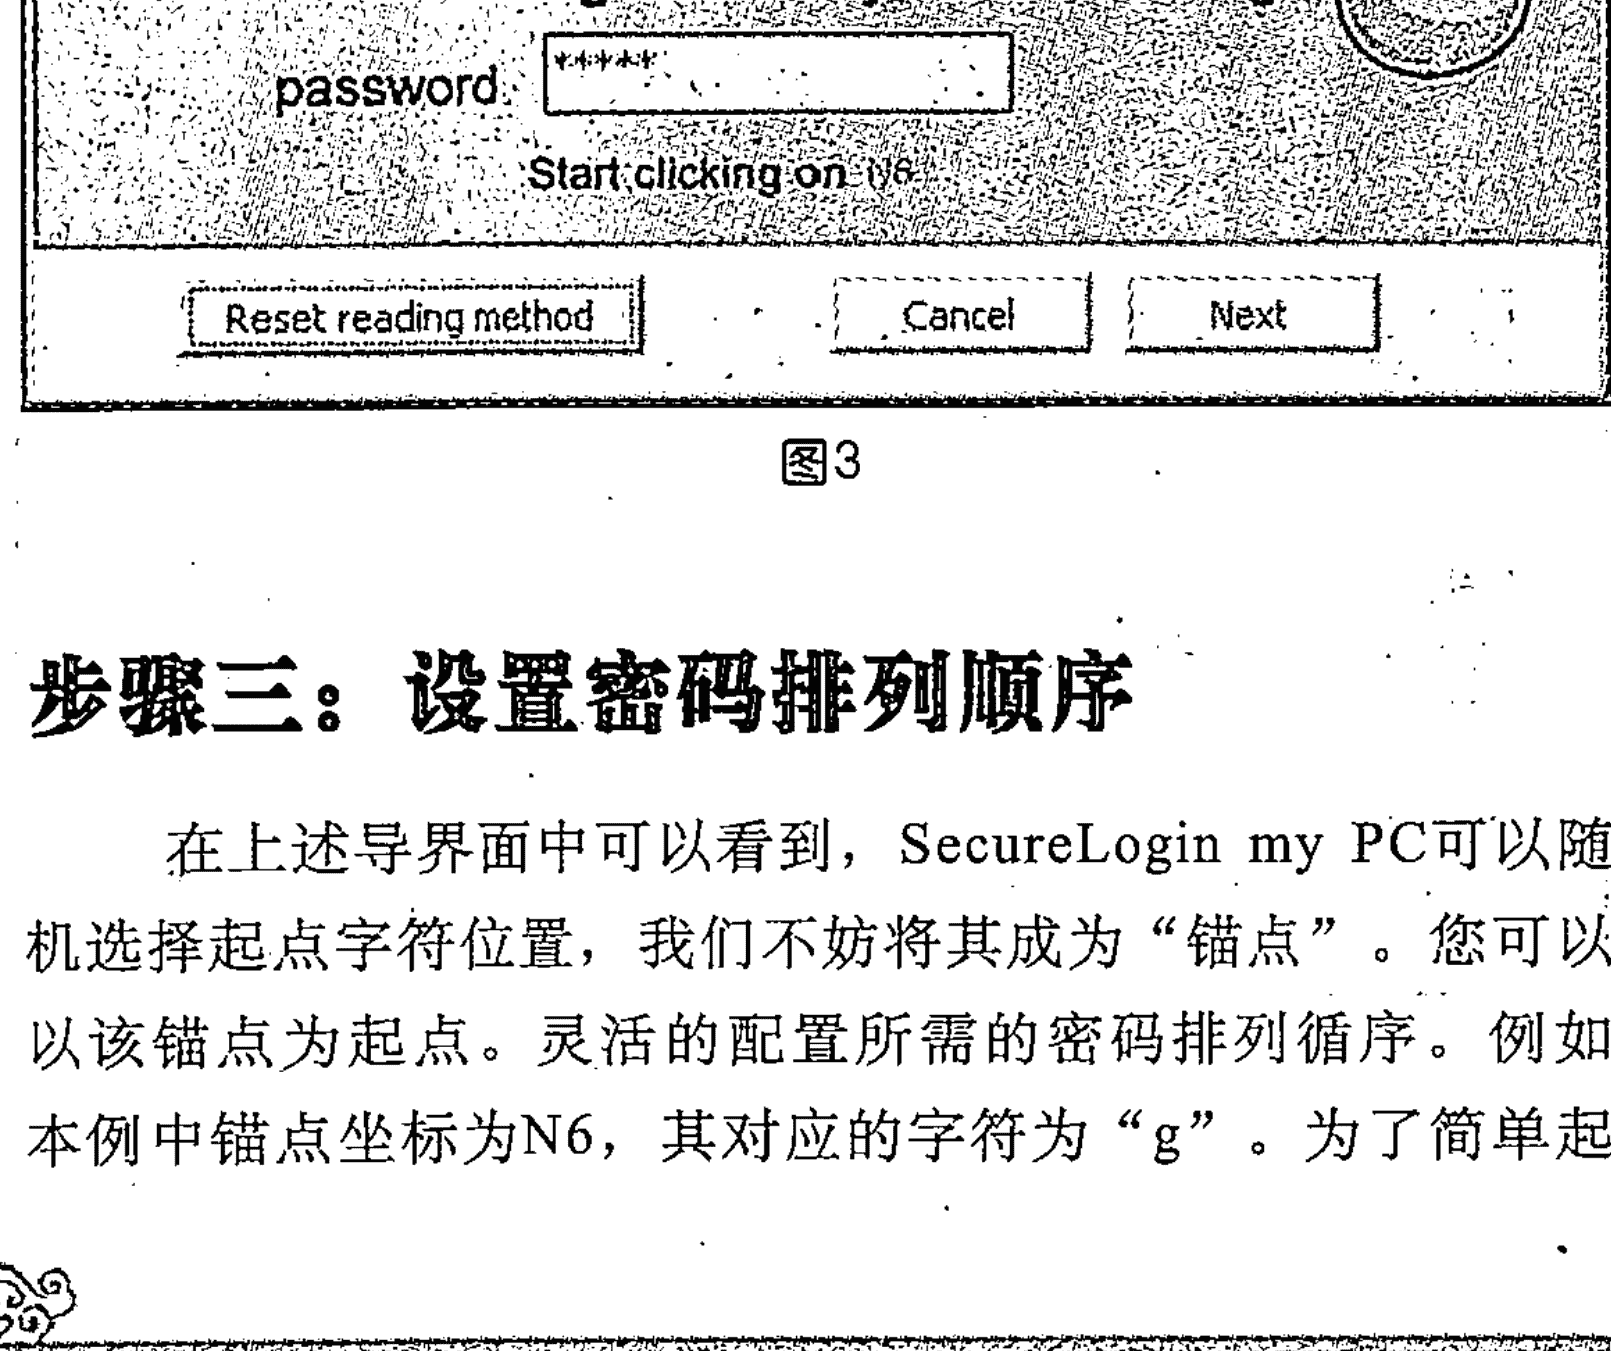 password
*****
Start clicking on N6
Reset reading method
Cancel
Next
图3
步骤三：设置密码排列顺序
在上述导界面中可以看到，SecureLogin my PC可以随
机选择起点字符位置，我们不妨将其成为“锚点”。您可以
以该锚点为起点。灵活的配置所需的密码排列循序。例如
本例中锚点坐标为N6，其对应的字符为“g”。为了简单起